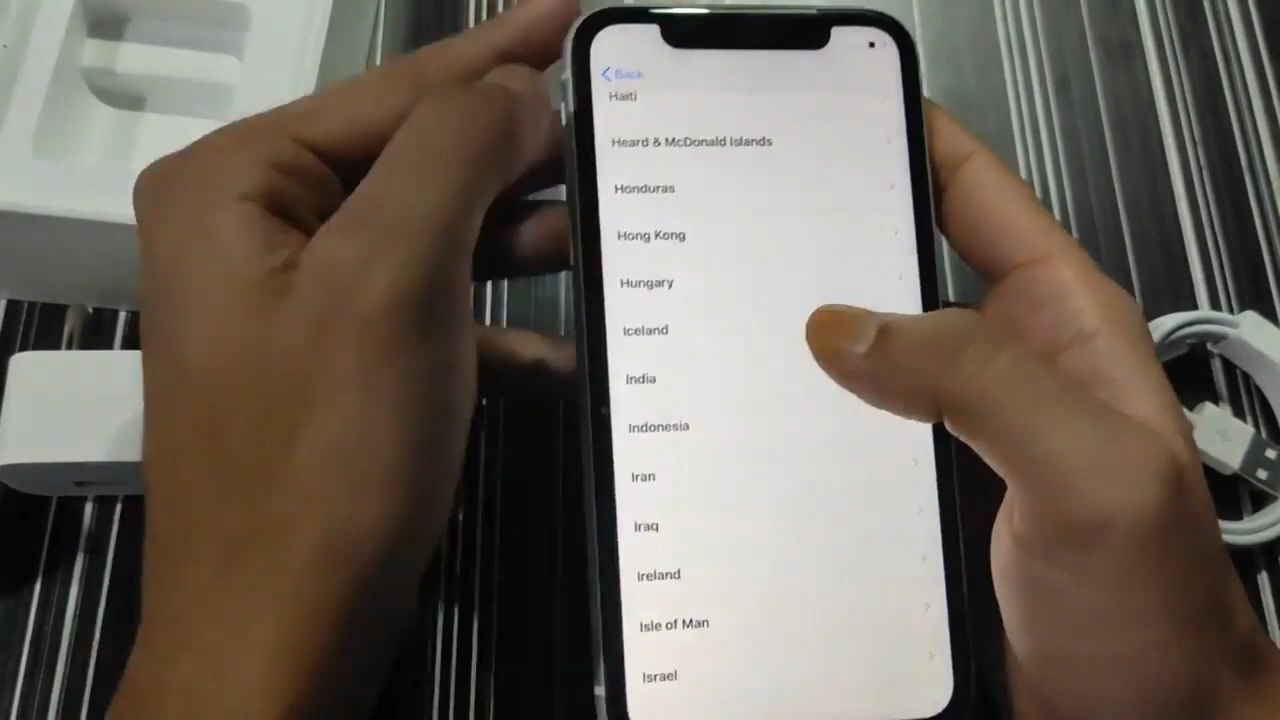 Back
Haiti
Heard & McDonald Islands
Honduras
Hong Kong
Hungary
Iceland
India
Indonesia
Iran
Iraq
Ireland
Isle of Man
Israel